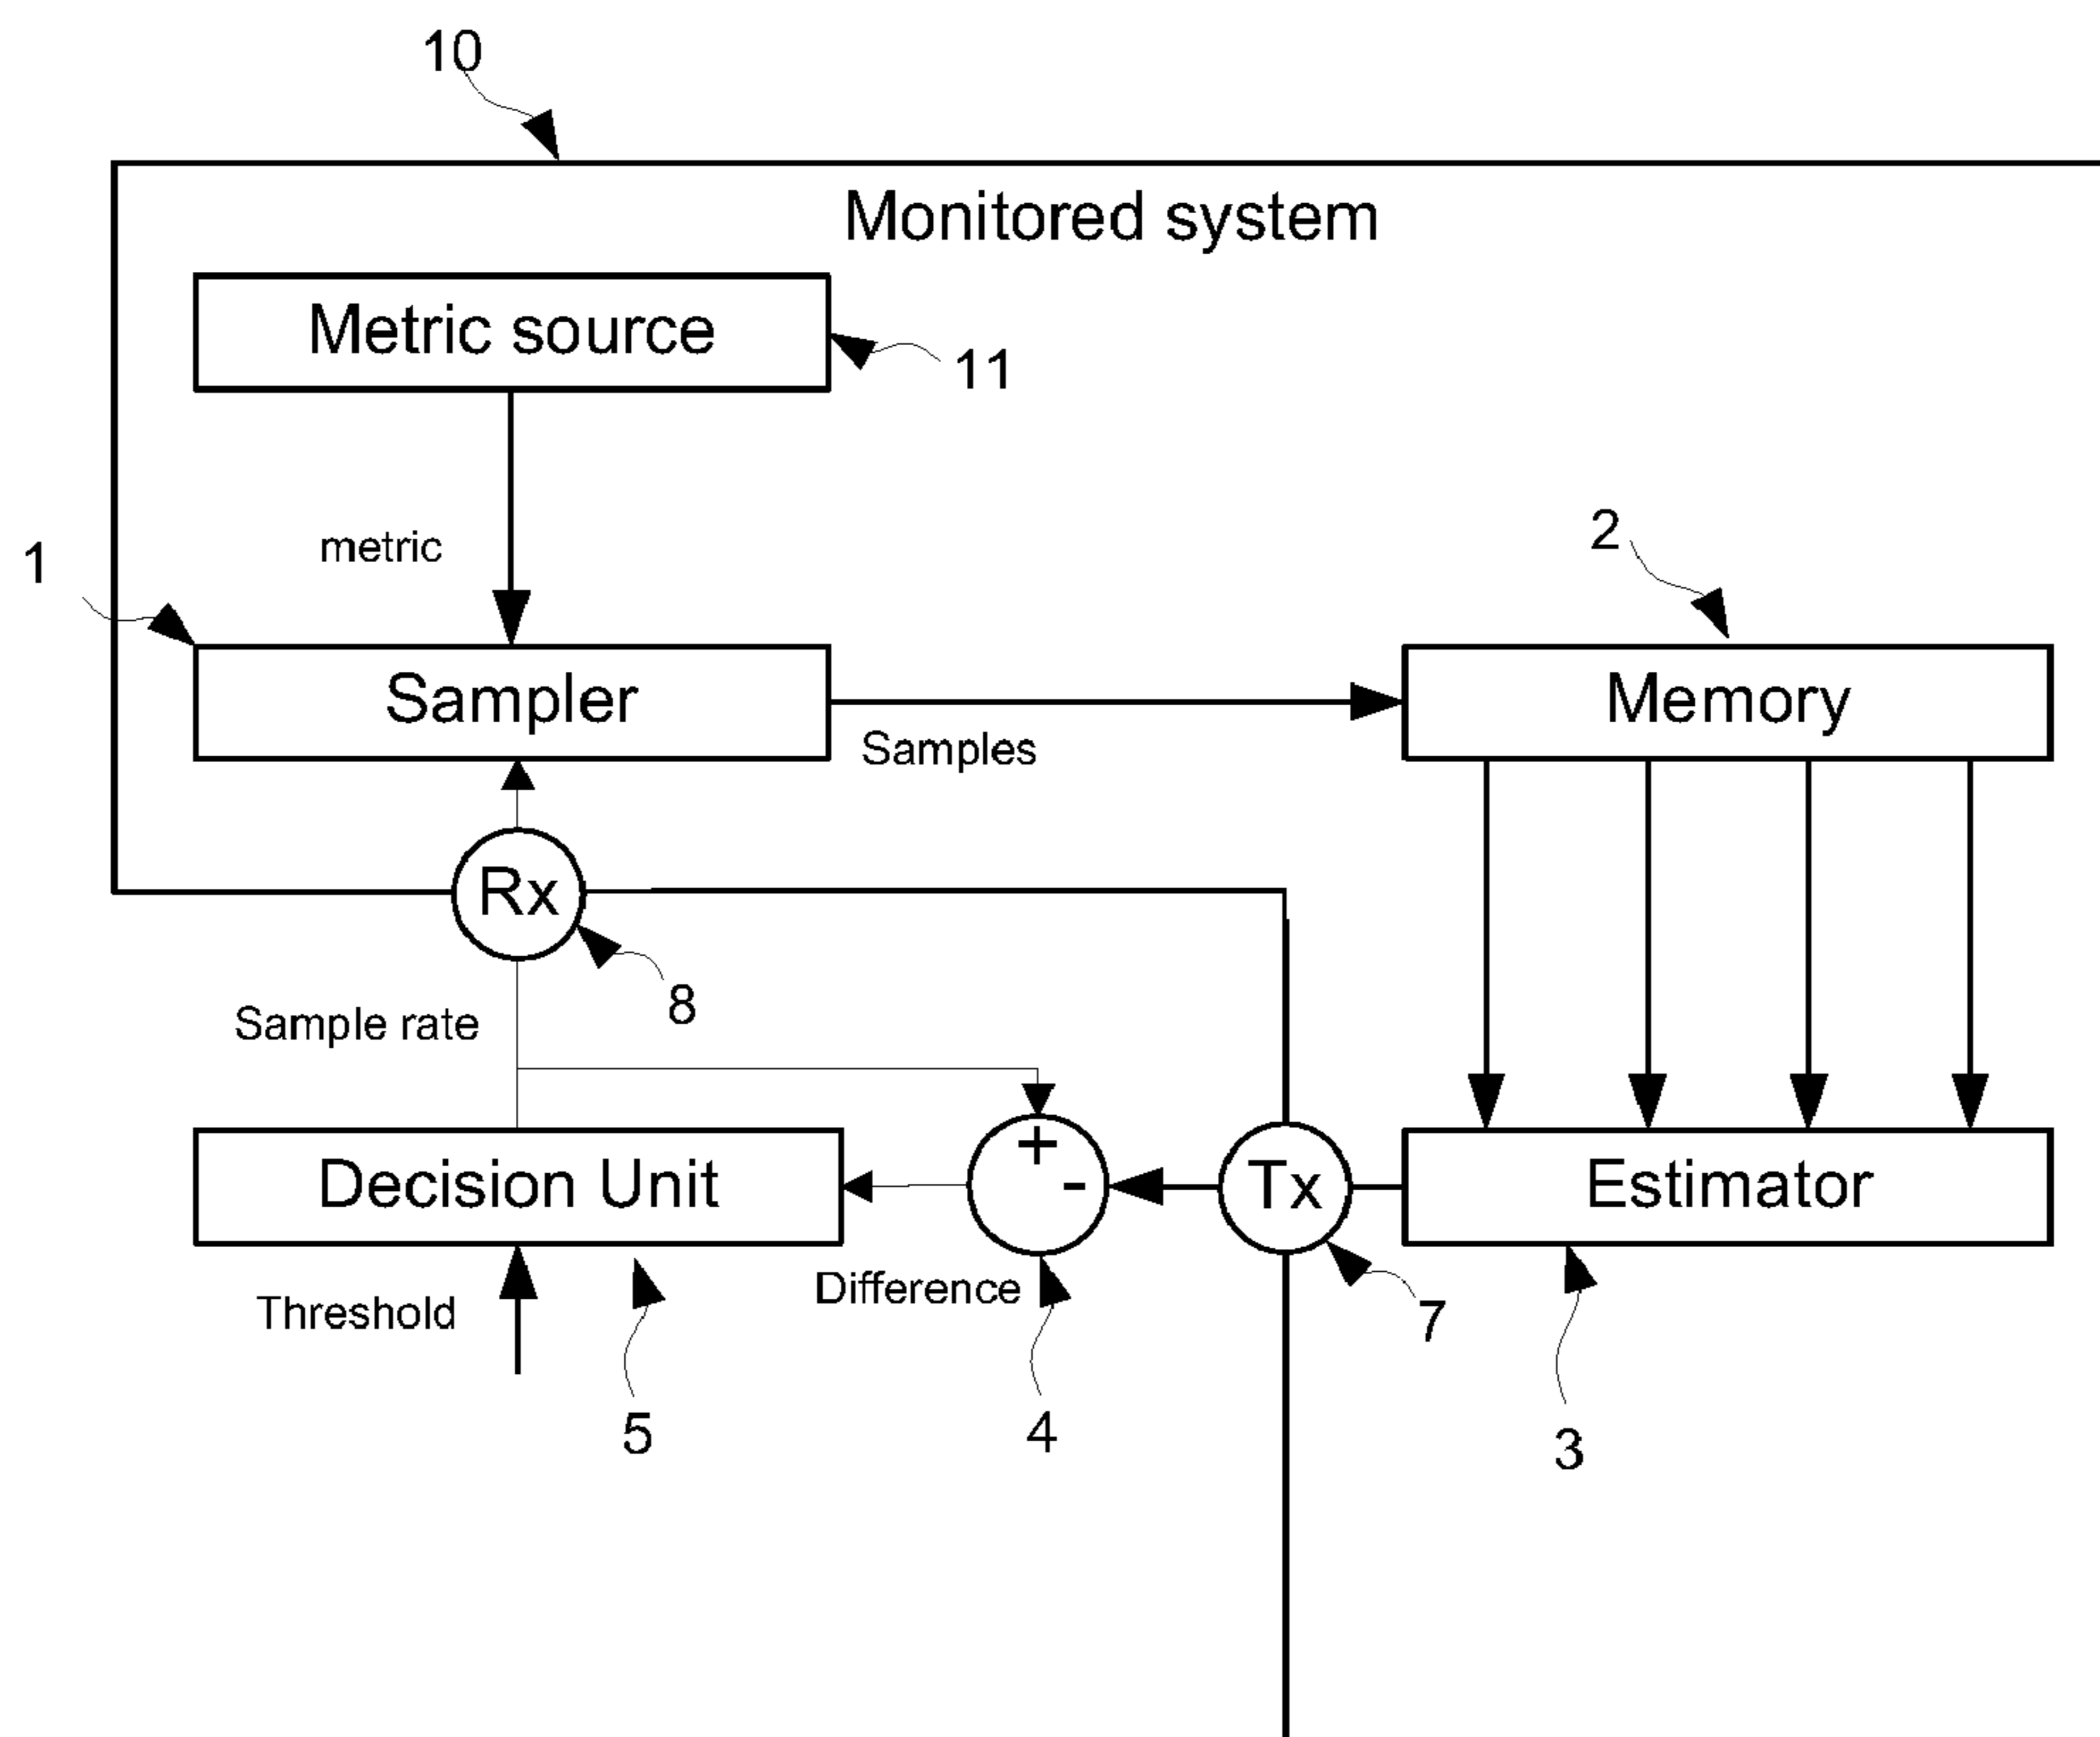 10
Monitored system
Metric source
11
metric
1
2
Sampler
Samples
Memory
Rx
8
Sample rate
Decision Unit
+
-
Tx
Estimator
Threshold
Difference
7
5
4
3